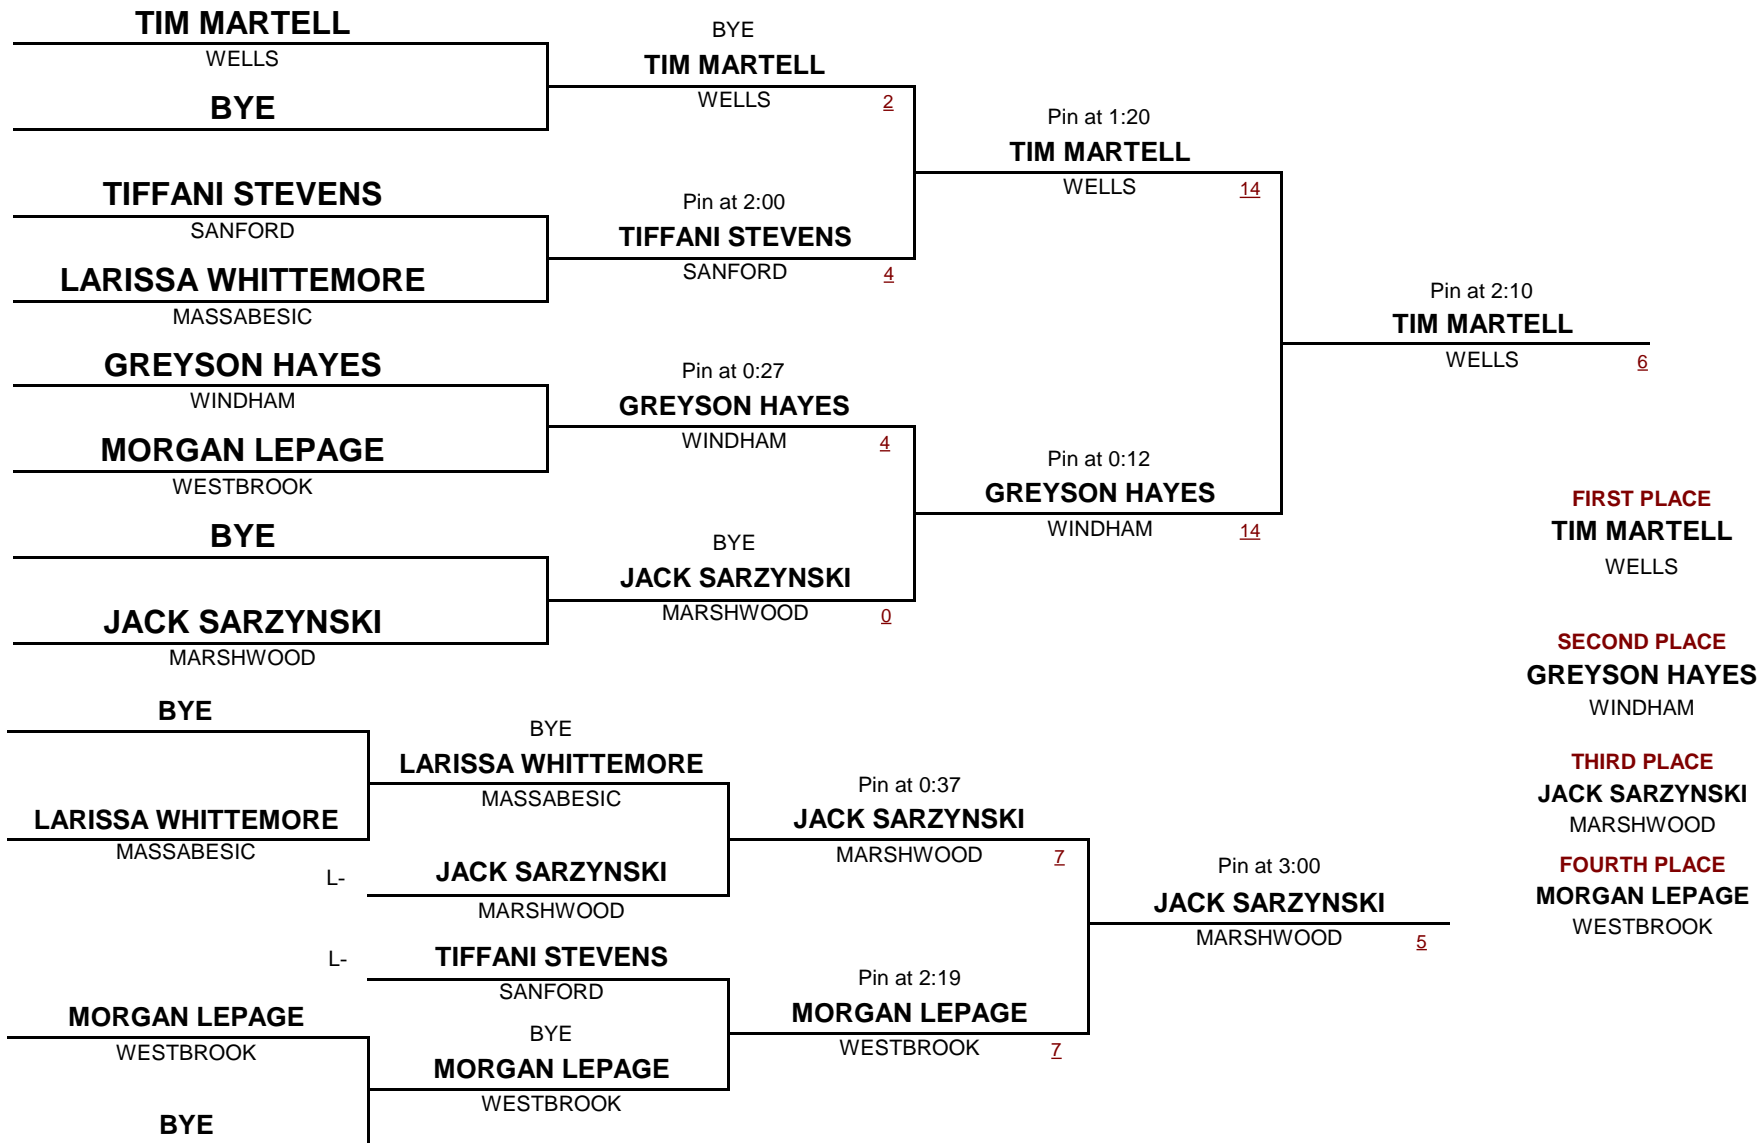 TIM MARTELL
WELLS
BYE
TIFFANI STEVENS
SANFORD
LARISSA WHITTEMORE
MASSABESIC
GREYSON HAYES
WINDHAM
MORGAN LEPAGE
WESTBROOK
BYE
JACK SARZYNSKI
MARSHWOOD
BYE
TIM MARTELL
WELLS 2
Pin at 2:00
TIFFANI STEVENS
SANFORD 4
Pin at 0:27
GREYSON HAYES
WINDHAM 4
BYE
JACK SARZYNSKI
MARSHWOOD 0
Pin at 1:20
TIM MARTELL
WELLS 14
Pin at 0:12
GREYSON HAYES
WINDHAM 14
Pin at 2:10
TIM MARTELL
WELLS 6
FIRST PLACE
TIM MARTELL
WELLS
SECOND PLACE
GREYSON HAYES
WINDHAM
THIRD PLACE
JACK SARZYNSKI
MARSHWOOD
FOURTH PLACE
MORGAN LEPAGE
WESTBROOK
BYE
LARISSA WHITTEMORE
MASSABESIC
MORGAN LEPAGE
WESTBROOK
BYE
BYE
LARISSA WHITTEMORE
MASSABESIC
L- JACK SARZYNSKI
MARSHWOOD
L- TIFFANI STEVENS
SANFORD
BYE
MORGAN LEPAGE
WESTBROOK
Pin at 0:37
JACK SARZYNSKI
MARSHWOOD 7
Pin at 2:19
MORGAN LEPAGE
WESTBROOK 7
Pin at 3:00
JACK SARZYNSKI
MARSHWOOD 5